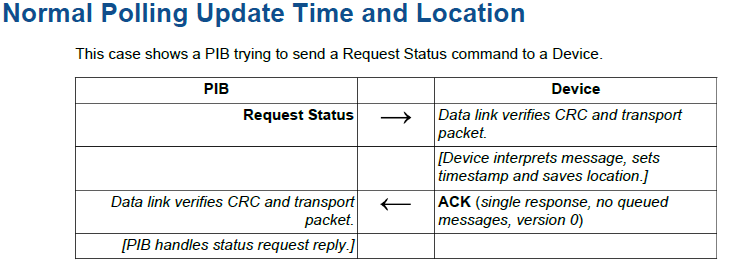 Normal Polling Update Time and Location
This case shows a PIB trying to send a Request Status command to a Device.
PIB Device
Request Status → Data link verifies CRC and transport
packet.
[Device interprets message, sets
timestamp and saves location.]
Data link verifies CRC and transport ← ACK (single response, no queued
packet. messages, version 0)
[PIB handles status request reply.]